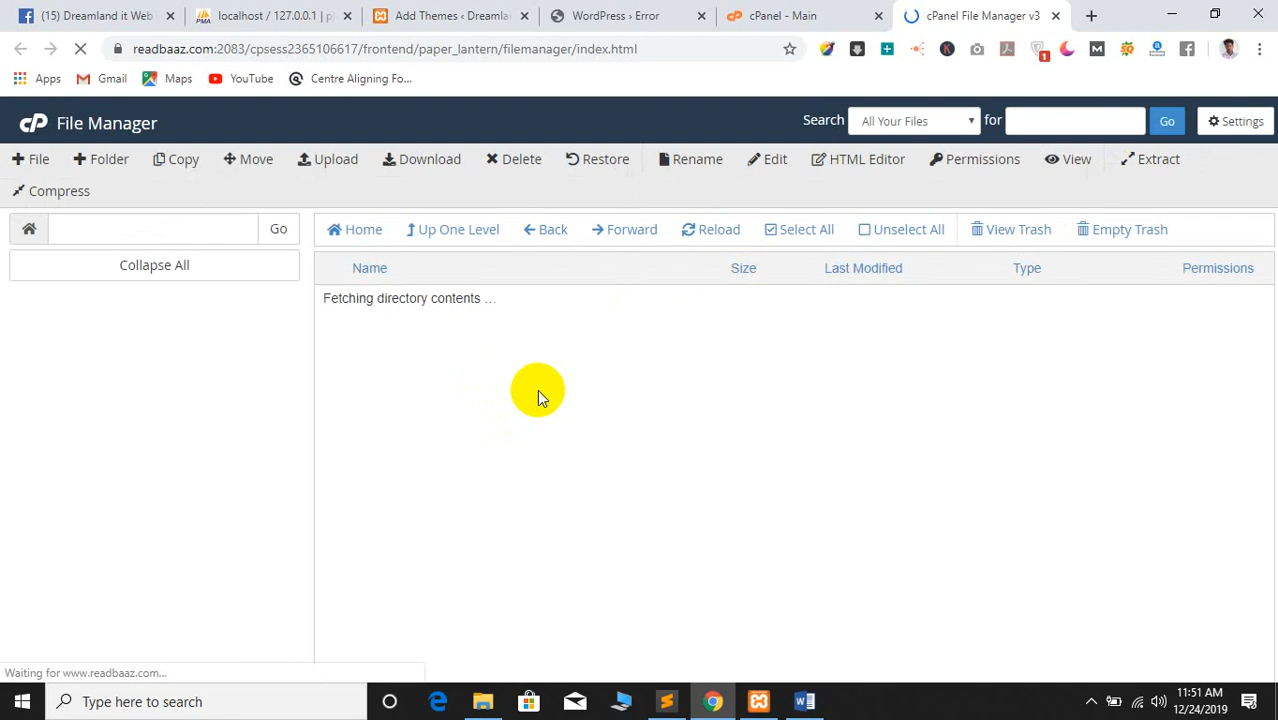 (15) Dreamland it Web
localhost / 127.0.0.1 | p
Add Themes ‹ Dreamla
WordPress › Error
cPanel - Main
cPanel File Manager v3
readbaaz.com:2083/cpsess2365106617/frontend/paper_lantern/filemanager/index.html
Apps
Gmail
Maps
YouTube
Centre Aligning Fo...
cP File Manager
Search
All Your Files
for
Go
Settings
File
Folder
Copy
Move
Upload
Download
Delete
Restore
Rename
Edit
HTML Editor
Permissions
View
Extract
Compress
Go
Home
Up One Level
Back
Forward
Reload
Select All
Unselect All
View Trash
Empty Trash
Collapse All
Name
Size
Last Modified
Type
Permissions
Fetching directory contents ...
Waiting for www.readbaaz.com...
Type here to search
11:51 AM
12/24/2019